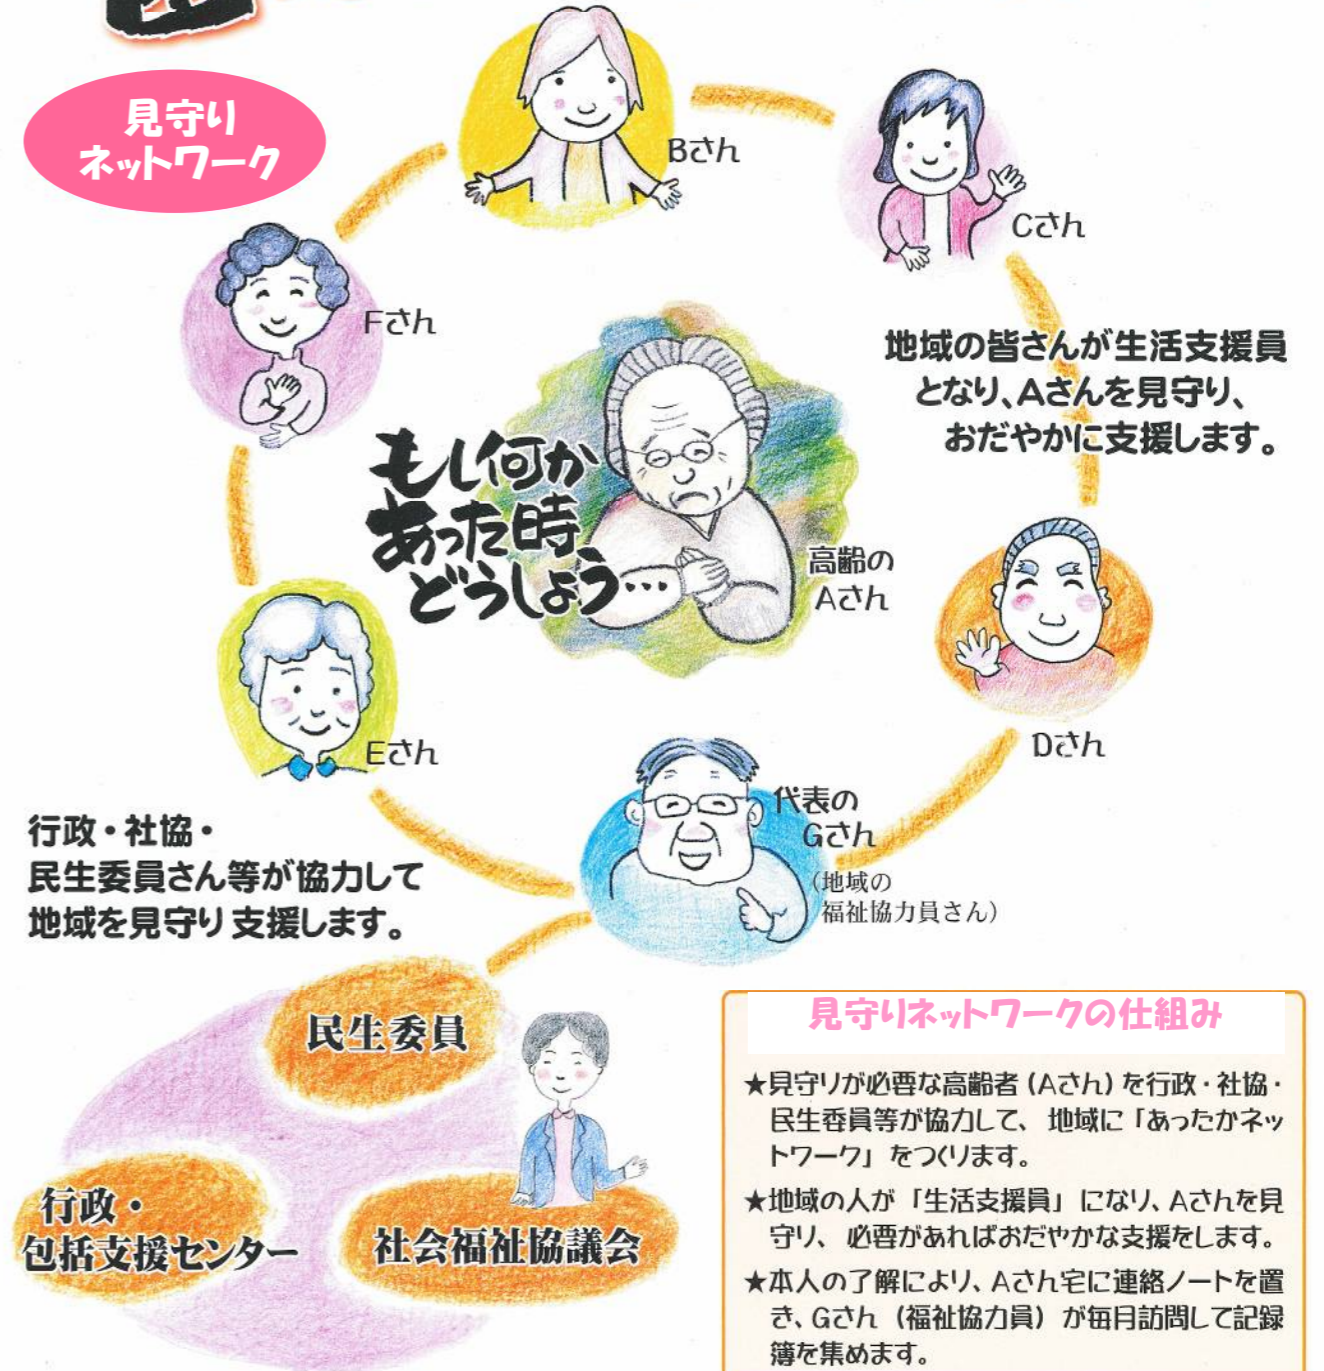 見守り
ネットワーク
Bさん
Cさん
Fさん
地域の皆さんが生活支援員
となり、Aさんを見守り、
おだやかに支援します。
もし何か
あった時
どうしよう…
高齢の
Aさん
Dさん
Eさん
代表の
Gさん
(地域の
福祉協力員さん)
行政・社協・
民生委員さん等が協力して
地域を見守り支援します。
民生委員
行政・
包括支援センター
社会福祉協議会
見守りネットワークの仕組み
★見守りが必要な高齢者(Aさん)を行政・社協・
民生委員等が協力して、地域に「あったかネッ
トワーク」をつくります。
★地域の人が「生活支援員」になり、Aさんを見
守り、必要があればおだやかな支援をします。
★本人の了解により、Aさん宅に連絡ノートを置
き、Gさん(福祉協力員)が毎月訪問して記録
簿を集めます。